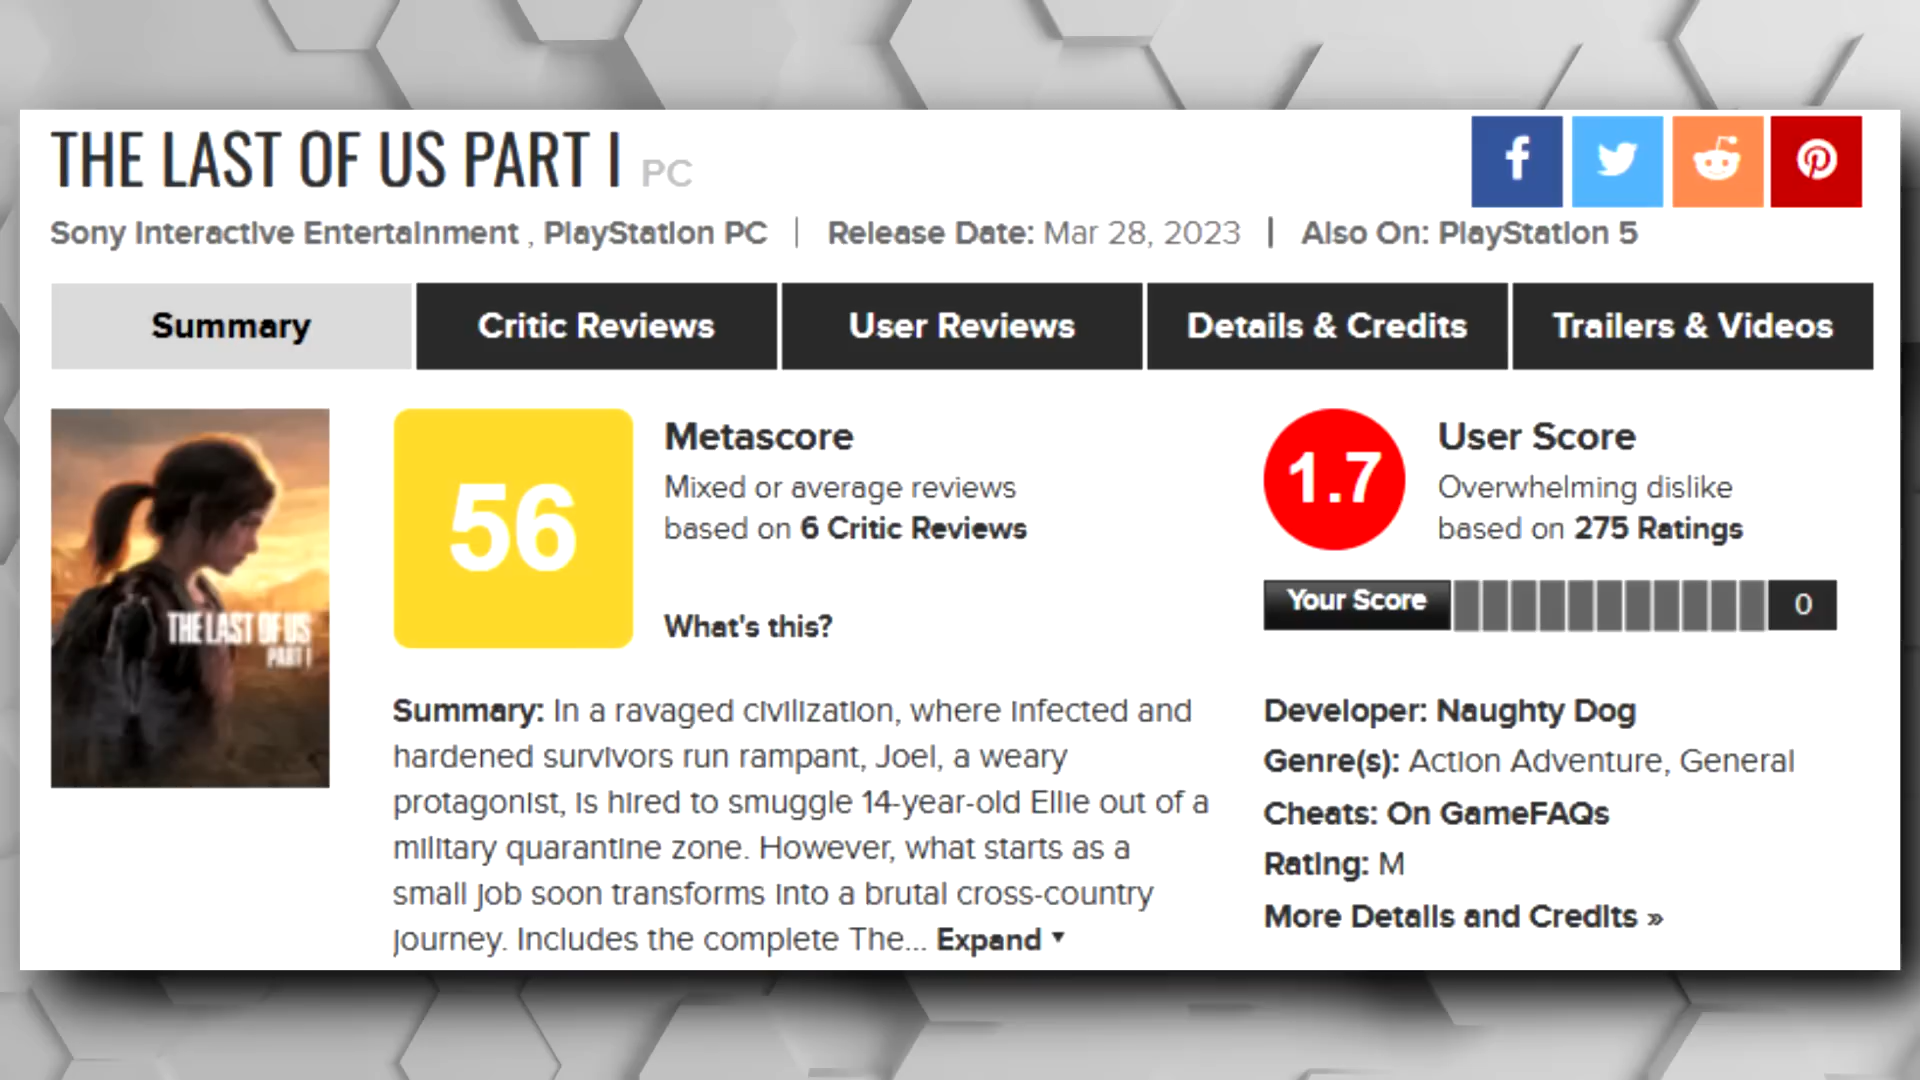 THE LAST OF US PART I PC
Sony Interactive Entertainment , PlayStation PC | Release Date: Mar 28, 2023 | Also On: PlayStation 5
Summary
Critic Reviews
User Reviews
Details & Credits
Trailers & Videos
THE LAST OF US
PART I
56
Metascore
Mixed or average reviews
based on 6 Critic Reviews
What's this?
1.7
User Score
Overwhelming dislike
based on 275 Ratings
Your Score
0
Summary: In a ravaged civilization, where infected and
hardened survivors run rampant, Joel, a weary
protagonist, is hired to smuggle 14-year-old Ellie out of a
military quarantine zone. However, what starts as a
small job soon transforms into a brutal cross-country
journey. Includes the complete The... Expand ▼
Developer: Naughty Dog
Genre(s): Action Adventure, General
Cheats: On GameFAQs
Rating: M
More Details and Credits »